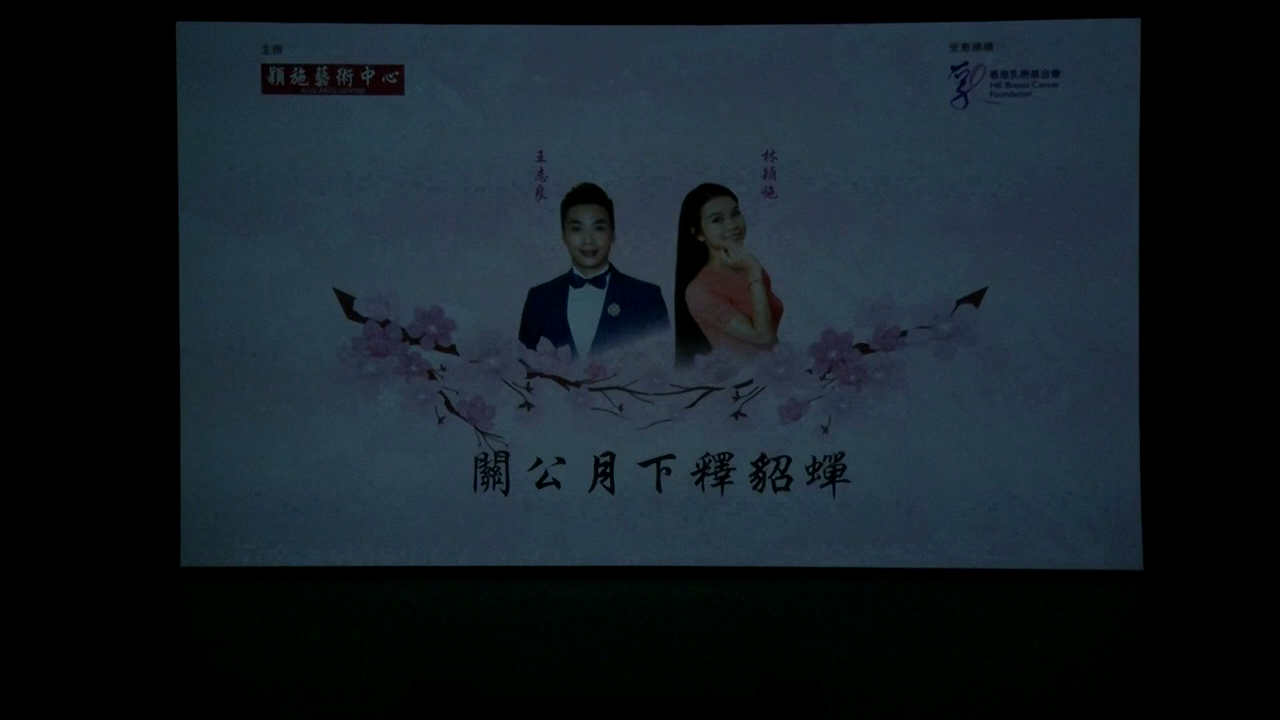 主辦
穎施藝術中心
受惠機構
香港乳癌基金會
HK Breast Cancer
Foundation
王志良
林穎施
關公月下釋貂蟬